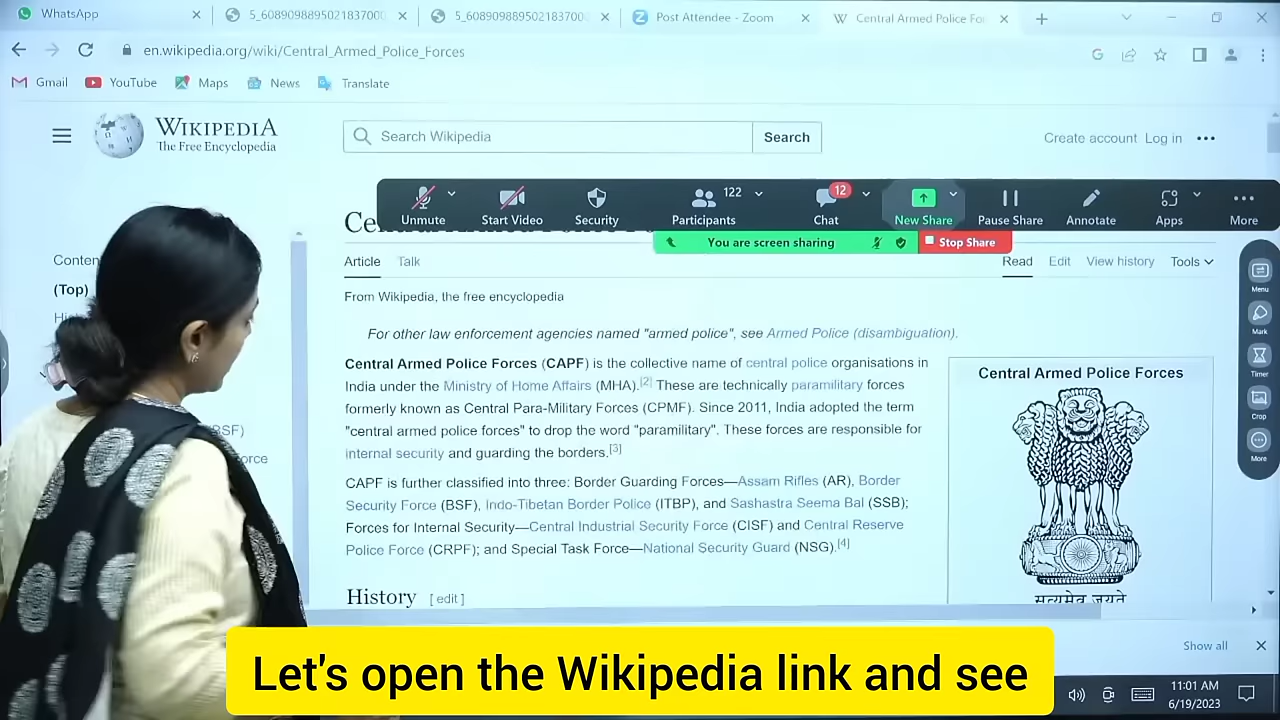 WhatsApp
5_6089098895021837000
5_6089098895021837000
Post Attendee - Zoom
W Central Armed Police Fo
en.wikipedia.org/wiki/Central_Armed_Police_Forces
Gmail YouTube Maps News Translate
WIKIPEDIA
The Free Encyclopedia
Search Wikipedia
Search
Create account Log in
Unmute Start Video Security Participants 122 Chat 12 New Share Pause Share Annotate Apps More
You are screen sharing Stop Share
Conten
(Top)
Article Talk
Read Edit View history Tools
From Wikipedia, the free encyclopedia
For other law enforcement agencies named "armed police", see Armed Police (disambiguation).
Central Armed Police Forces (CAPF) is the collective name of central police organisations in
India under the Ministry of Home Affairs (MHA).[2] These are technically paramilitary forces
formerly known as Central Para-Military Forces (CPMF). Since 2011, India adopted the term
"central armed police forces" to drop the word "paramilitary". These forces are responsible for
internal security and guarding the borders.[3]
CAPF is further classified into three: Border Guarding Forces—Assam Rifles (AR), Border
Security Force (BSF), Indo-Tibetan Border Police (ITBP), and Sashastra Seema Bal (SSB);
Forces for Internal Security—Central Industrial Security Force (CISF) and Central Reserve
Police Force (CRPF); and Special Task Force—National Security Guard (NSG).[4]
History [ edit ]
BSF)
orce
Central Armed Police Forces
सत्यमेव जयते
Menu
Mark
Timer
Crop
More
Show all
11:01 AM
6/19/2023
Let's open the Wikipedia link and see